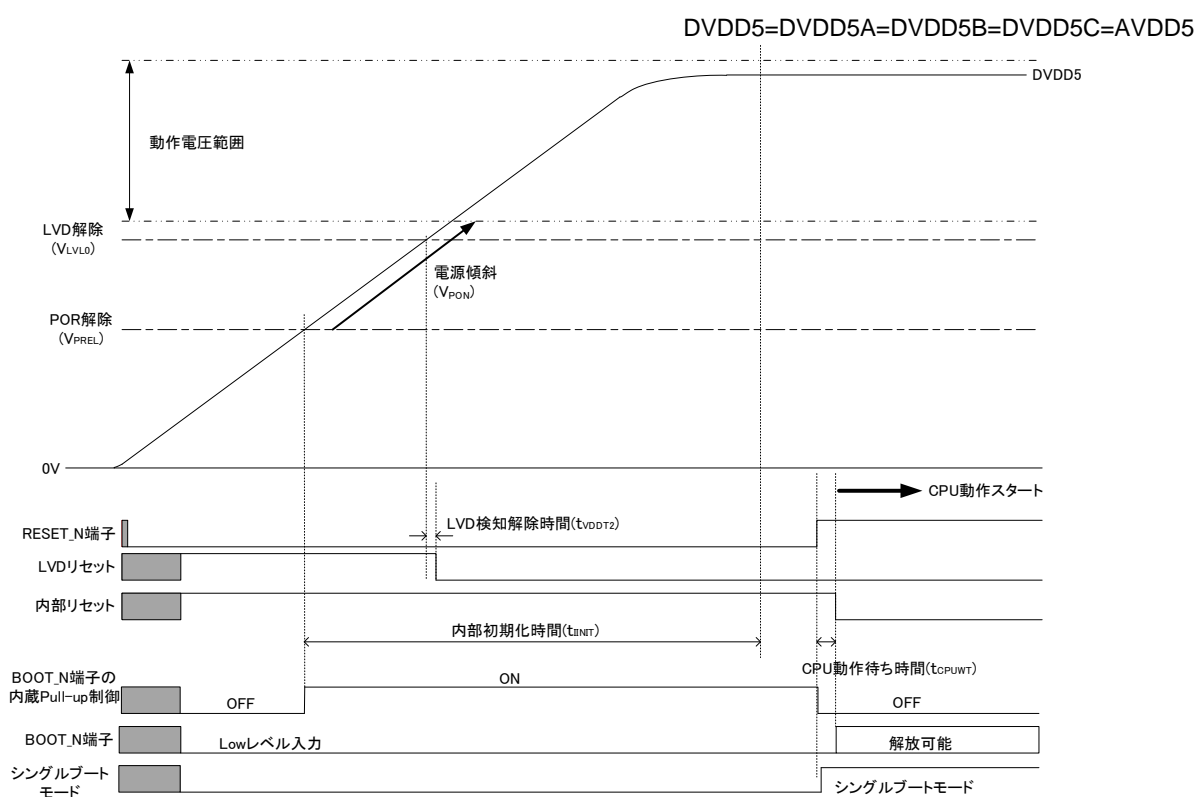 DVDD5=DVDD5A=DVDD5B=DVDD5C=AVDD5
DVDD5
動作電圧範囲
LVD解除
(VLVL0)
電源傾斜
(VPON)
POR解除
(VPREL)
0V
CPU動作スタート
RESET_N端子
LVD検知解除時間(tVDDT2)
LVDリセット
内部リセット
内部初期化時間(tIINIT)
CPU動作待ち時間(tCPUWT)
BOOT_N端子の
内蔵Pull-up制御
OFF
ON
OFF
BOOT_N端子
Lowレベル入力
解放可能
シングルブート
モード
シングルブートモード